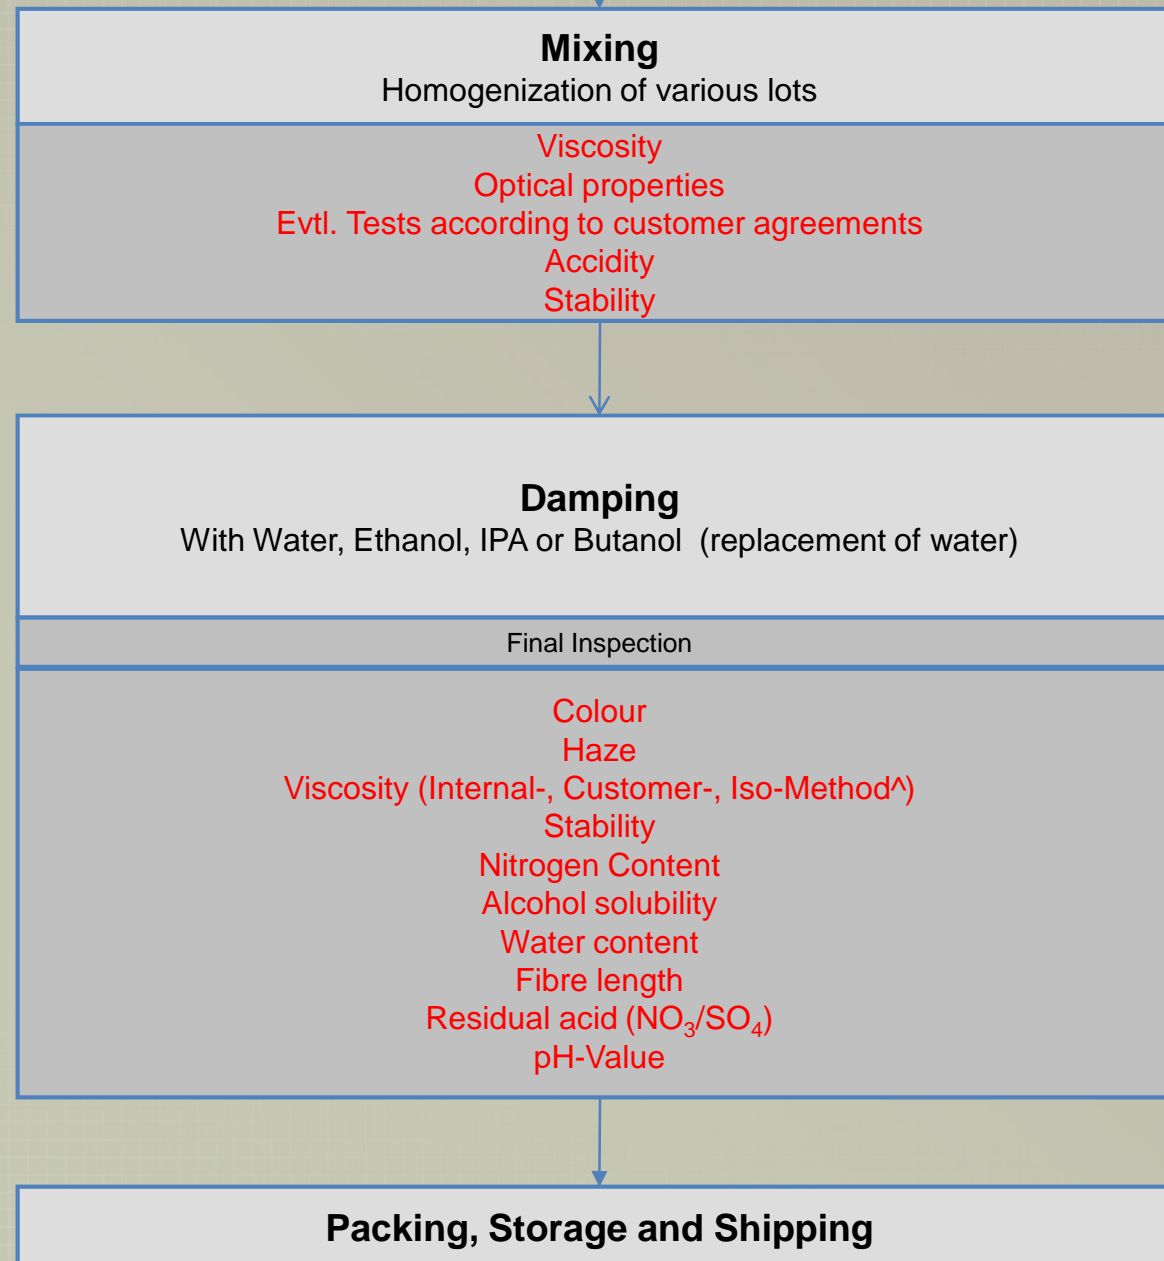 Mixing
Homogenization of various lots
Viscosity
Optical properties
Evtl. Tests according to customer agreements
Accidity
Stability
Damping
With Water, Ethanol, IPA or Butanol  (replacement of water)
Final Inspection
Colour
Haze
Viscosity (Internal-, Customer-, Iso-Method^)
Stability
Nitrogen Content
Alcohol solubility
Water content
Fibre length
Residual acid (NO₃/SO₄)
pH-Value
Packing, Storage and Shipping